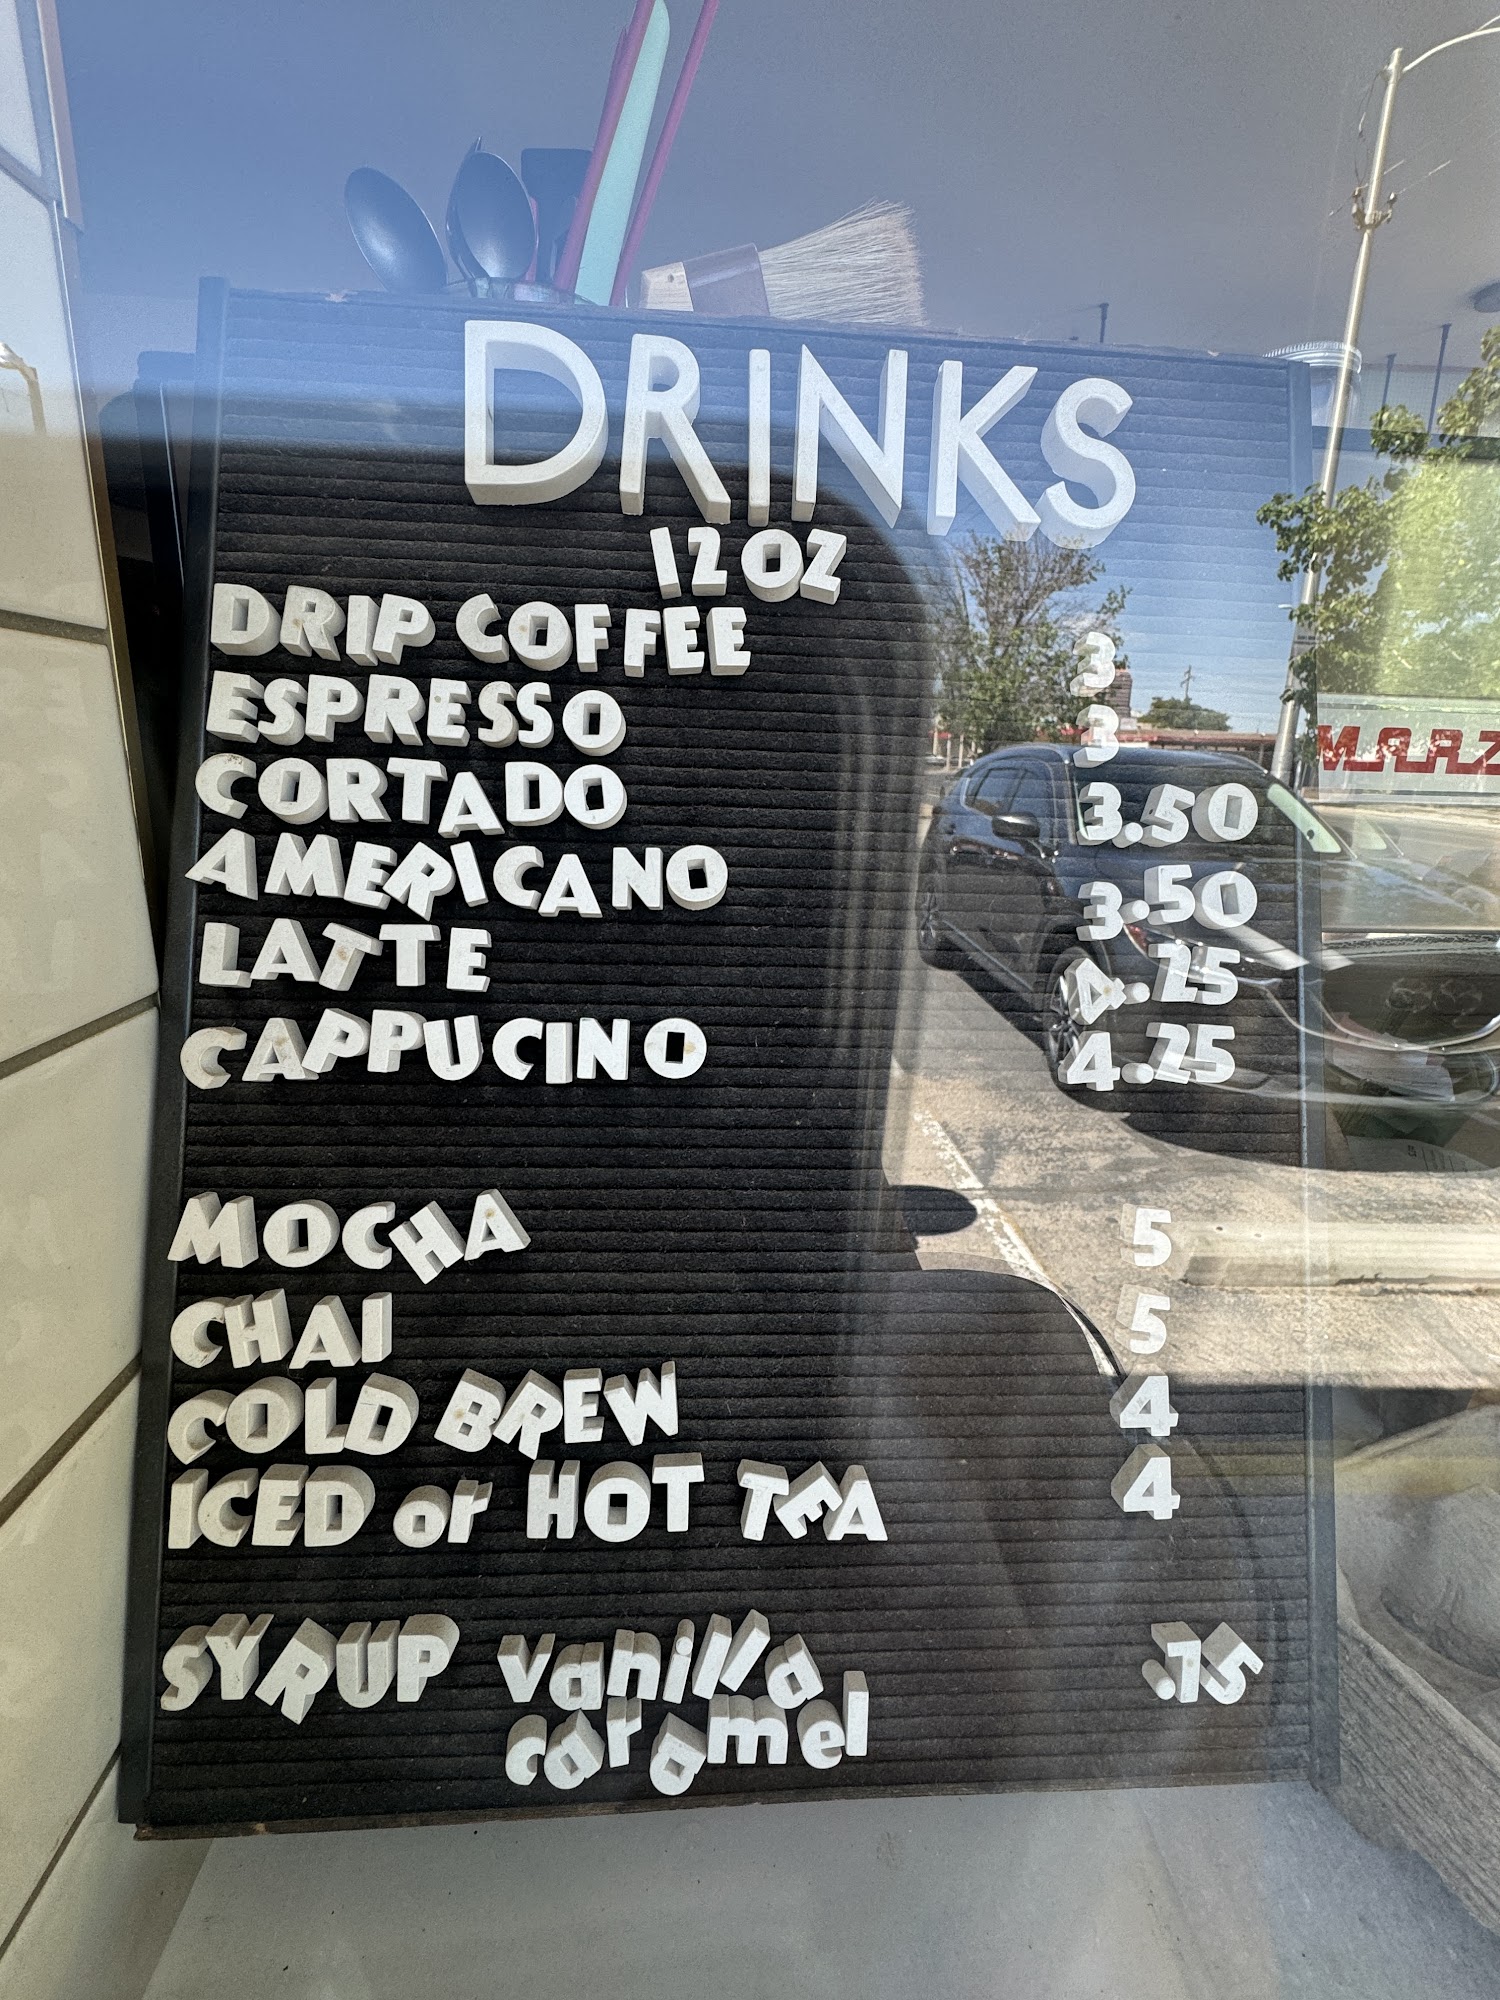 DRINKS
12 OZ
DRIP COFFEE 3
ESPRESSO 3
CORTADO 3.50
AMERICANO 3.50
LATTE 4.25
CAPPUCINO 4.25
MOCHA 5
CHAI 5
COLD BREW 4
ICED or HOT TEA 4
SYRUP vanilla .75
caramel